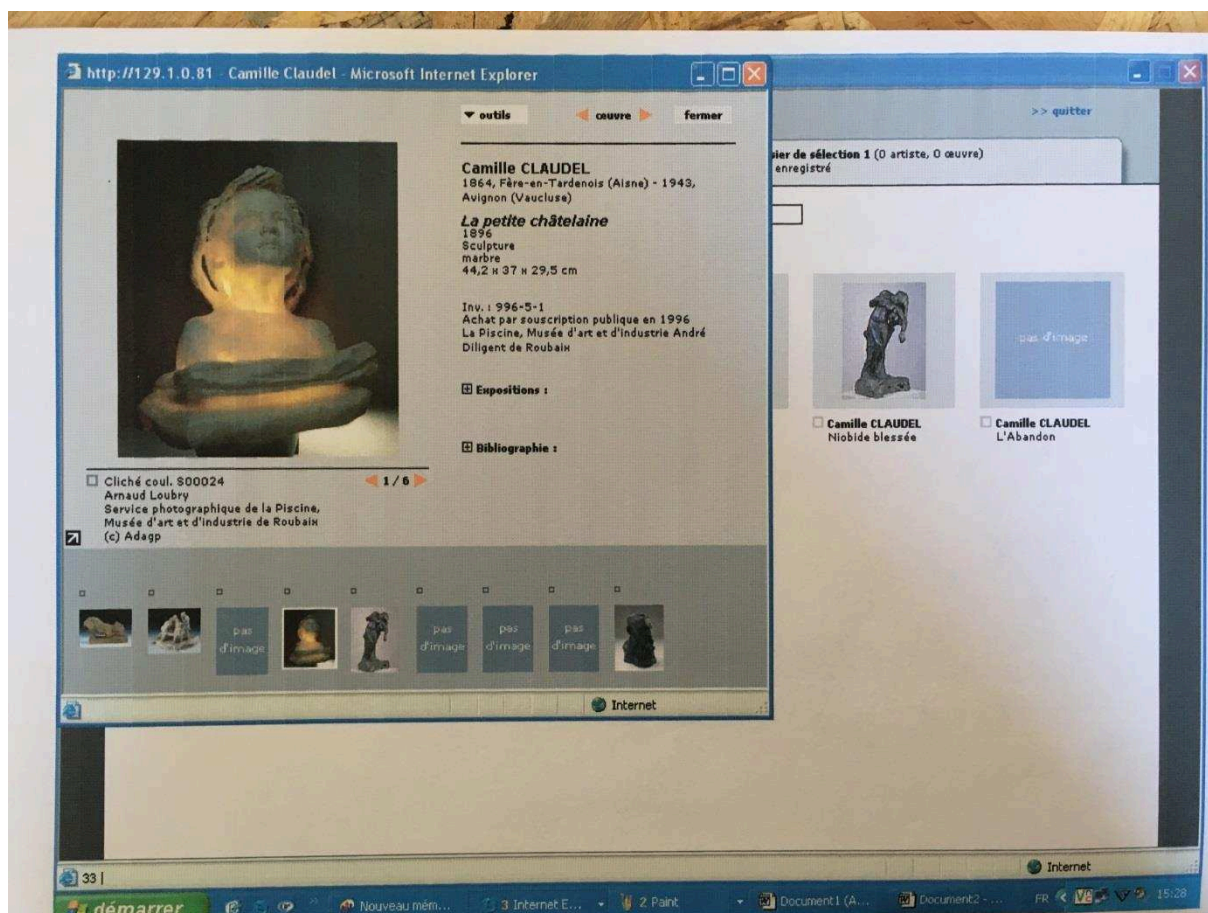 http://129.1.0.81 - Camille Claudel - Microsoft Internet Explorer
outils
œuvre
fermer
Camille CLAUDEL
1864, Fère-en-Tardenois (Aisne) - 1943,
Avignon (Vaucluse)
La petite châtelaine
1896
Sculpture
marbre
44,2 x 37 x 29,5 cm
Inv. : 996-5-1
Achat par souscription publique en 1996
La Piscine, Musée d'art et d'industrie André
Diligent de Roubaix
Expositions :
Bibliographie :
Cliché coul. S00024
1 / 6
Arnaud Loubry
Service photographique de la Piscine,
Musée d'art et d'industrie de Roubaix
(c) Adagp
pas
d'image
pas
d'image
pas
d'image
pas
d'image
Internet
>> quitter
sier de sélection 1 (0 artiste, 0 œuvre)
enregistré
pas d'image
Camille CLAUDEL
Niobide blessée
Camille CLAUDEL
L'Abandon
33 |
Internet
démarrer
Nouveau mém...
3 Internet E...
2 Paint
Document1 (A...
Document2 - ...
FR
15:28